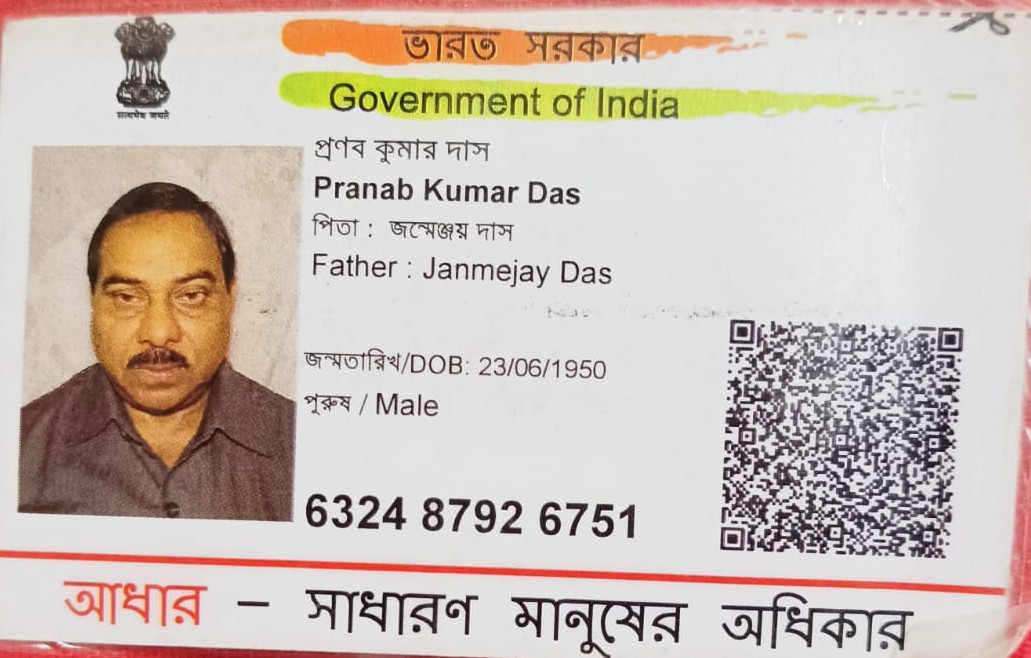 ভারত সরকার
Government of India
सत्यमेव जयते
প্রণব কুমার দাস
Pranab Kumar Das
পিতা : জন্মেঞ্জয় দাস
Father : Janmejay Das
জন্মতারিখ/DOB: 23/06/1950
পুরুষ / Male
6324 8792 6751
আধার – সাধারণ মানুষের অধিকার